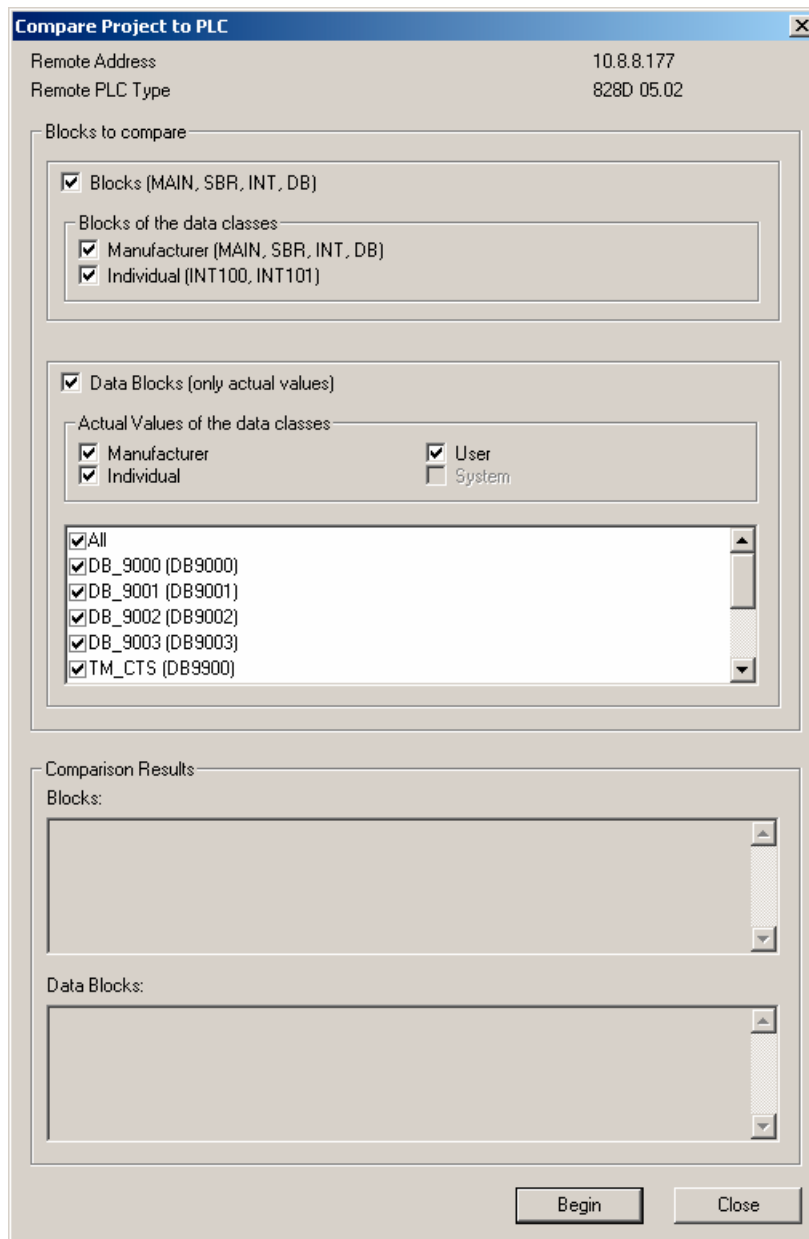 Compare Project to PLC
Remote Address 10.8.8.177
Remote PLC Type 828D 05.02
Blocks to compare
Blocks (MAIN, SBR, INT, DB)
Blocks of the data classes
Manufacturer (MAIN, SBR, INT, DB)
Individual (INT100, INT101)
Data Blocks (only actual values)
Actual Values of the data classes
Manufacturer User
Individual System
All
DB_9000 (DB9000)
DB_9001 (DB9001)
DB_9002 (DB9002)
DB_9003 (DB9003)
TM_CTS (DB9900)
Comparison Results
Blocks:
Data Blocks:
Begin Close